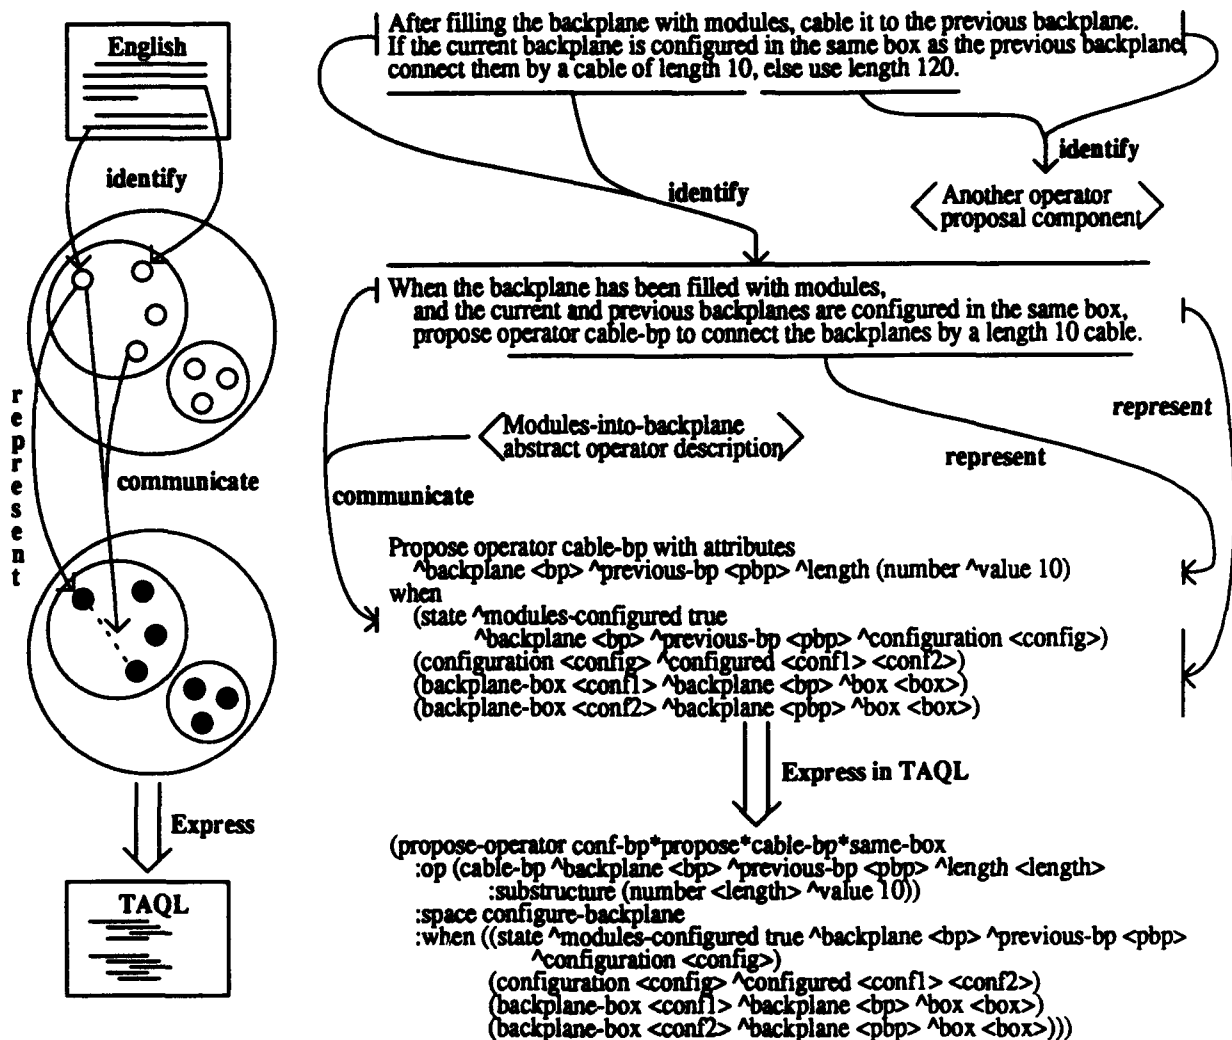 English
identify
represent
communicate
Express
TAQL
After filling the backplane with modules, cable it to the previous backplane.
If the current backplane is configured in the same box as the previous backplane,
connect them by a cable of length 10, else use length 120.
identify
identify
Another operator
proposal component
When the backplane has been filled with modules,
and the current and previous backplanes are configured in the same box,
propose operator cable-bp to connect the backplanes by a length 10 cable.
represent
Modules-into-backplane
abstract operator description
represent
communicate
Propose operator cable-bp with attributes
^backplane <bp> ^previous-bp <pbp> ^length (number ^value 10)
when
(state ^modules-configured true
^backplane <bp> ^previous-bp <pbp> ^configuration <config>)
(configuration <config> ^configured <conf1> <conf2>)
(backplane-box <conf1> ^backplane <bp> ^box <box>)
(backplane-box <conf2> ^backplane <pbp> ^box <box>)
Express in TAQL
(propose-operator conf-bp*propose*cable-bp*same-box
:op (cable-bp ^backplane <bp> ^previous-bp <pbp> ^length <length>
:substructure (number <length> ^value 10))
:space configure-backplane
:when ((state ^modules-configured true ^backplane <bp> ^previous-bp <pbp>
^configuration <config>)
(configuration <config> ^configured <conf1> <conf2>)
(backplane-box <conf1> ^backplane <bp> ^box <box>)
(backplane-box <conf2> ^backplane <pbp> ^box <box>)))